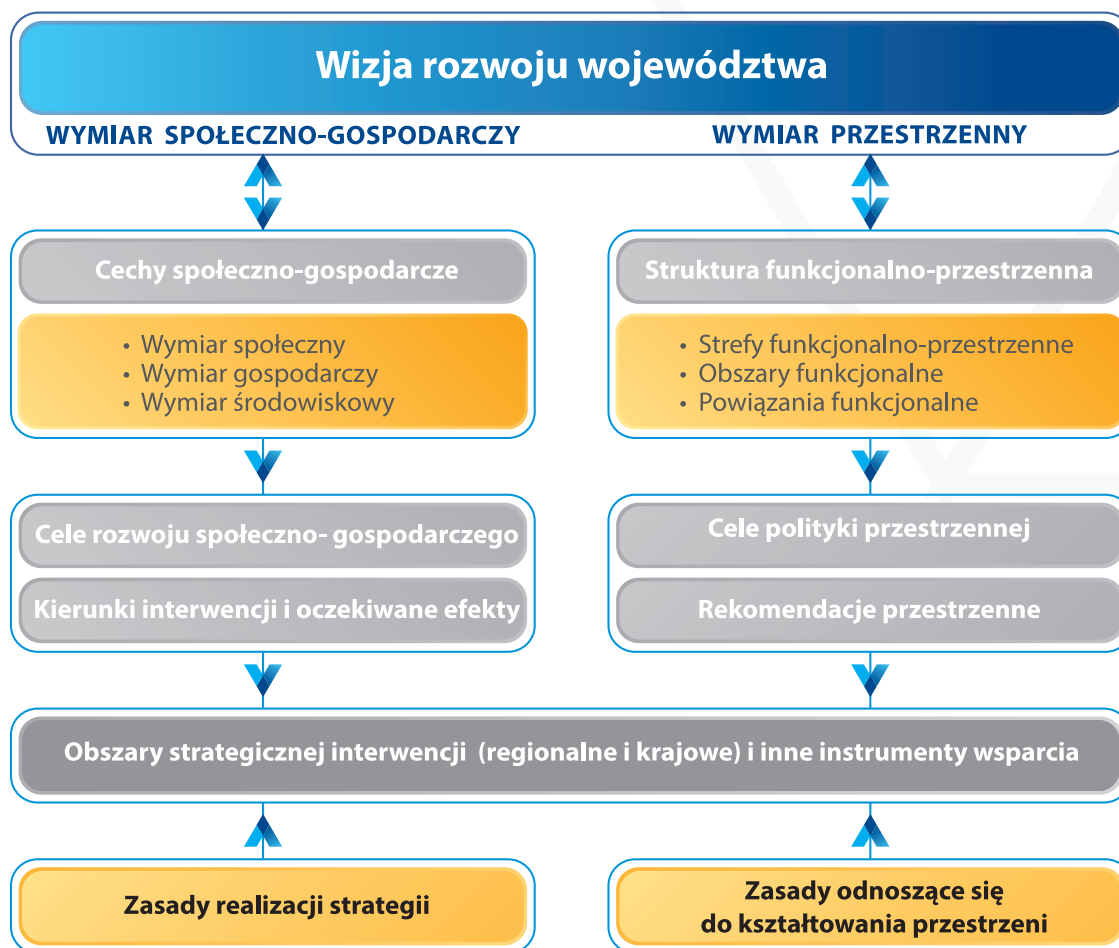 Wizja rozwoju województwa
WYMIAR SPOŁECZNO-GOSPODARCZY
WYMIAR PRZESTRZENNY
Cechy społeczno-gospodarcze
• Wymiar społeczny
• Wymiar gospodarczy
• Wymiar środowiskowy
Struktura funkcjonalno-przestrzenna
• Strefy funkcjonalno-przestrzenne
• Obszary funkcjonalne
• Powiązania funkcjonalne
Cele rozwoju społeczno- gospodarczego
Kierunki interwencji i oczekiwane efekty
Cele polityki przestrzennej
Rekomendacje przestrzenne
Obszary strategicznej interwencji (regionalne i krajowe) i inne instrumenty wsparcia
Zasady realizacji strategii
Zasady odnoszące się
do kształtowania przestrzeni